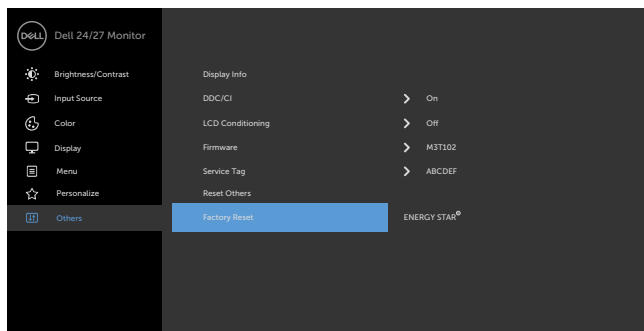 DELL Dell 24/27 Monitor
Brightness/Contrast Display Info
Input Source DDC/CI On
Color LCD Conditioning Off
Display Firmware M3T102
Menu Service Tag ABCDEF
Personalize Reset Others
Others Factory Reset ENERGY STAR®